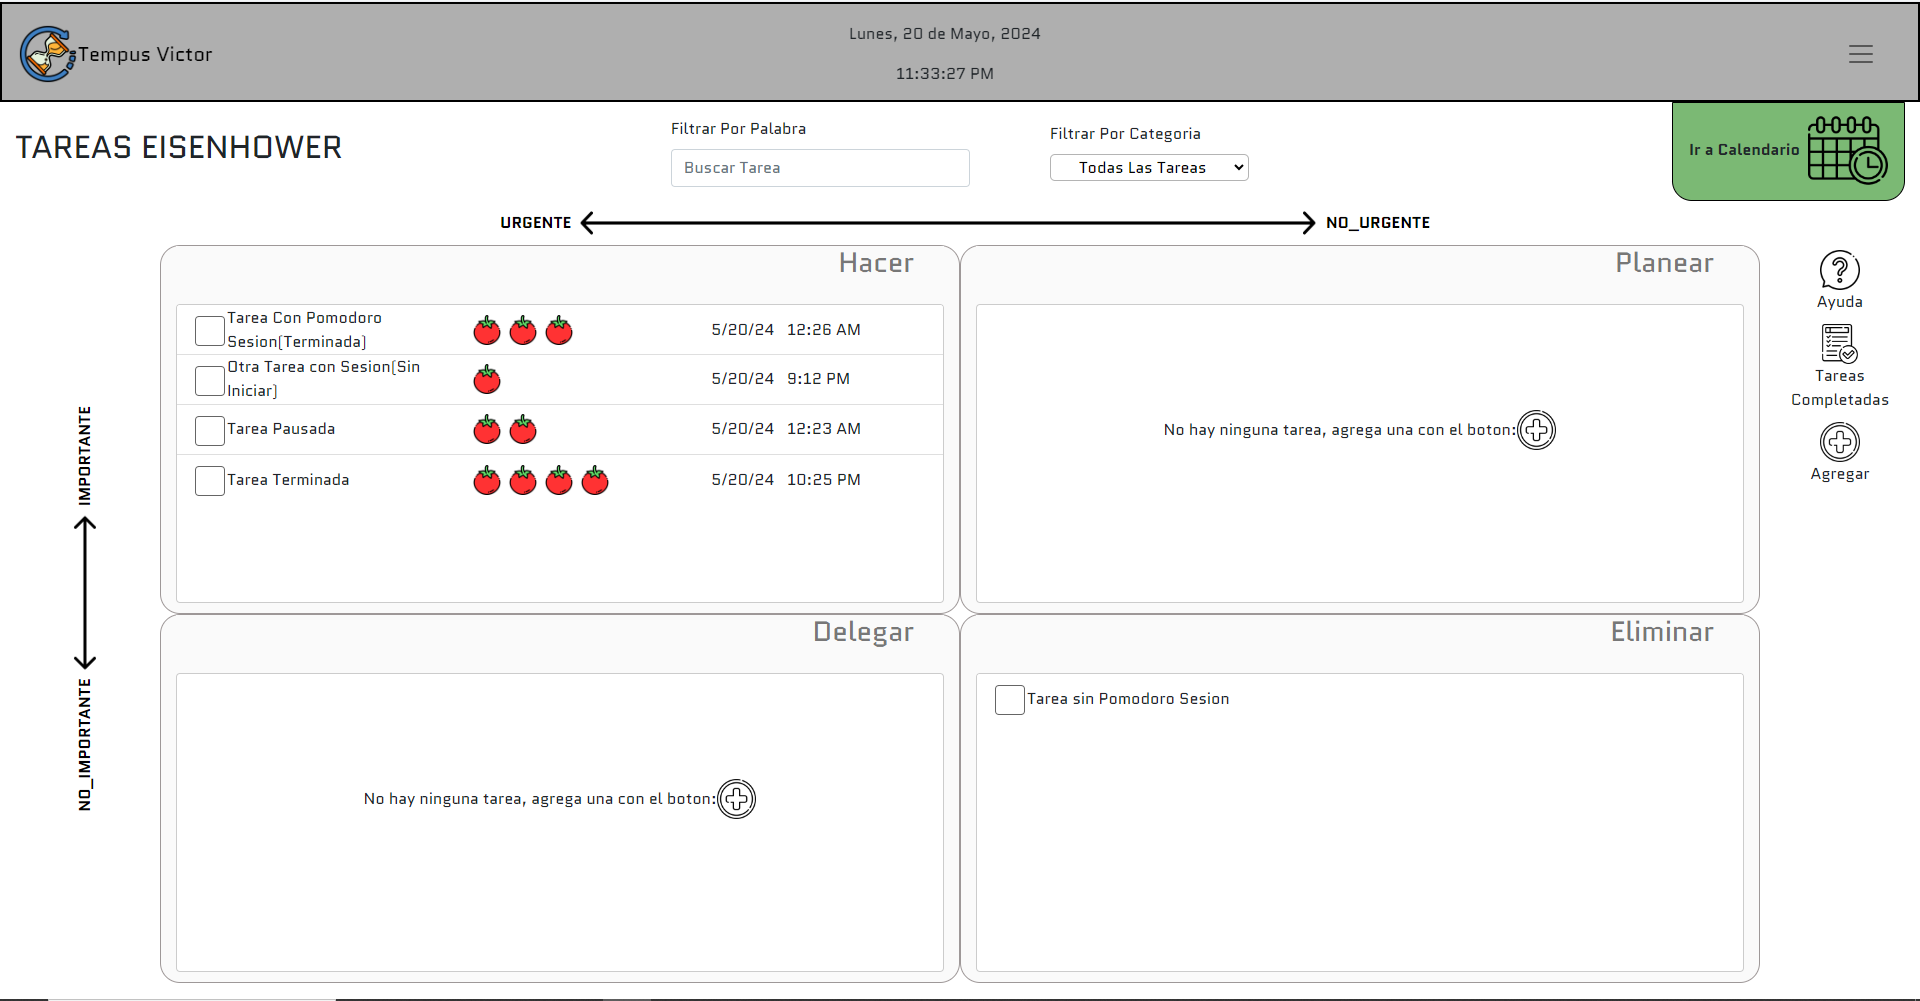 Tempus Victor
Lunes, 20 de Mayo, 2024
11:33:27 PM
TAREAS EISENHOWER
Filtrar Por Palabra
Buscar Tarea
Filtrar Por Categoria
Todas Las Tareas
Ir a Calendario
URGENTE
NO_URGENTE
IMPORTANTE
NO_IMPORTANTE
Hacer
Tarea Con Pomodoro
Sesion(Terminada)
5/20/24 12:26 AM
Otra Tarea con Sesion(Sin
Iniciar)
5/20/24 9:12 PM
Tarea Pausada
5/20/24 12:23 AM
Tarea Terminada
5/20/24 10:25 PM
Planear
No hay ninguna tarea, agrega una con el boton:
Ayuda
Tareas
Completadas
Agregar
Delegar
No hay ninguna tarea, agrega una con el boton:
Eliminar
Tarea sin Pomodoro Sesion